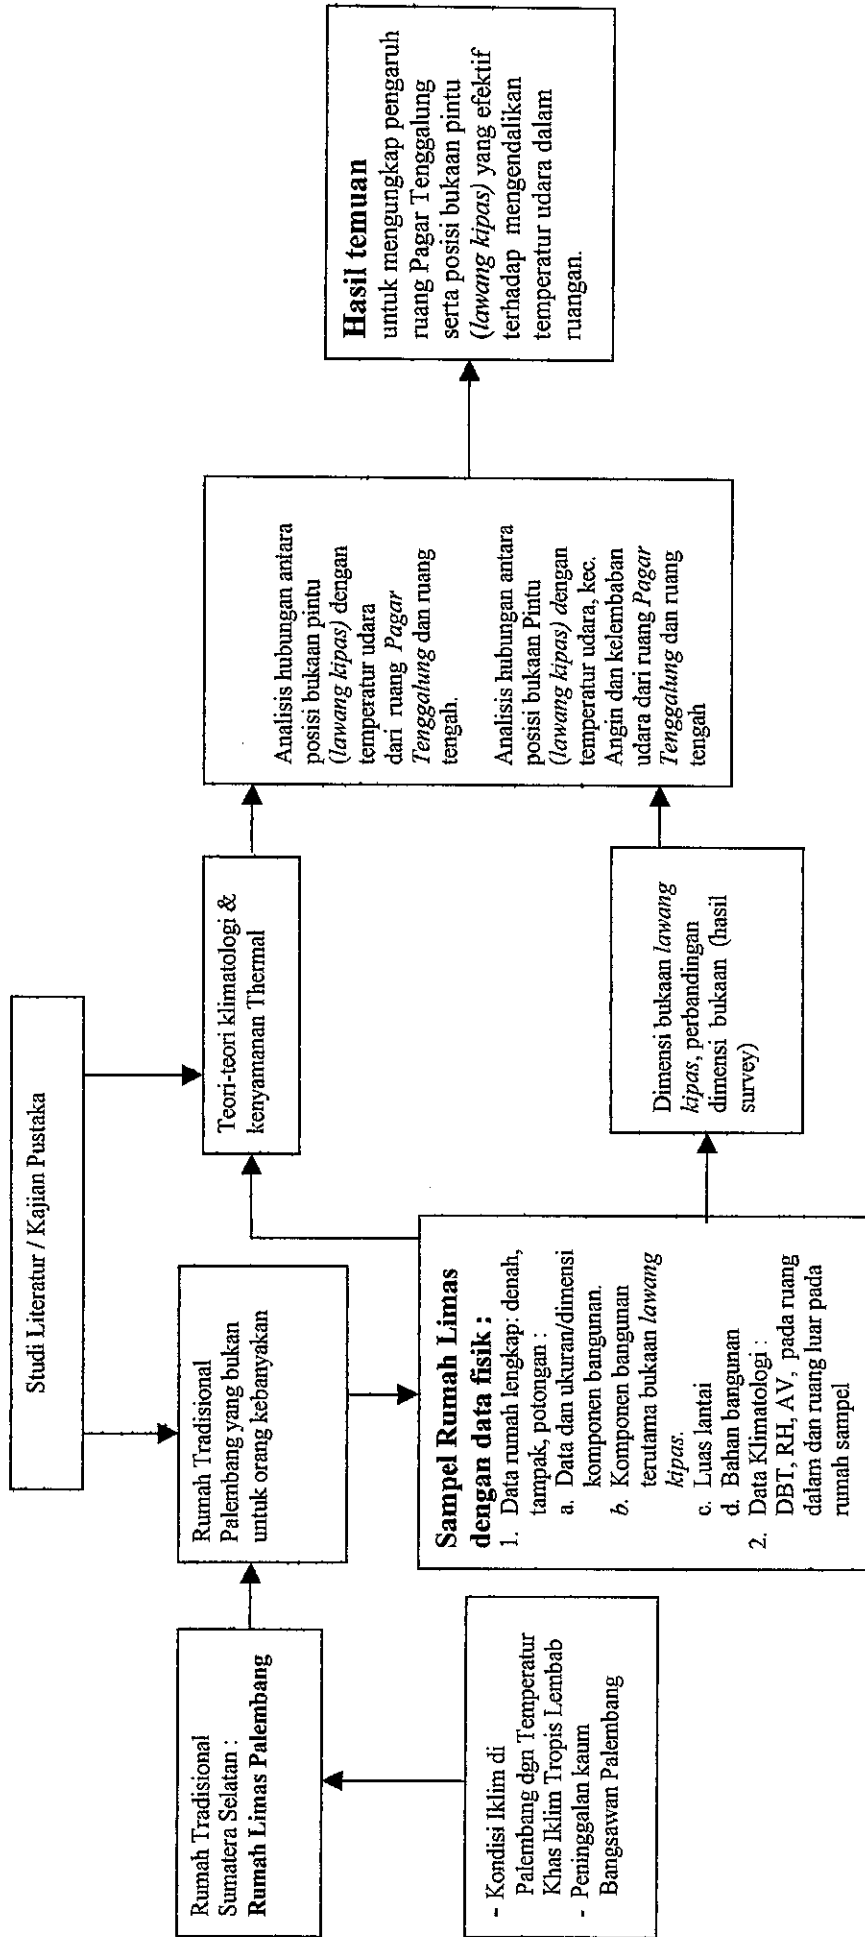 Studi Literatur / Kajian Pustaka
Rumah Tradisional
Sumatera Selatan :
Rumah Limas Palembang
- Kondisi Iklim di
Palembang dgn Temperatur
Khas Iklim Tropis Lembab
- Peninggalan kaum
Bangsawan Palembang
Rumah Tradisional
Palembang yang bukan
untuk orang kebanyakan
Sampel Rumah Limas
dengan data fisik :
1. Data rumah lengkap: denah,
tampak, potongan :
a. Data dan ukuran/dimensi
komponen bangunan.
b. Komponen bangunan
terutama bukaan lawang
kipas.
c. Luas lantai
d. Bahan bangunan
2. Data Klimatologi :
DBT, RH, AV, pada ruang
dalam dan ruang luar pada
rumah sampel
Teori-teori klimatologi &
kenyamanan Thermal
Dimensi bukaan lawang
kipas, perbandingan
dimensi bukaan (hasil
survey)
Analisis hubungan antara
posisi bukaan pintu
(lawang kipas) dengan
temperatur udara
dari ruang Pagar
Tenggalung dan ruang
tengah.
Analisis hubungan antara
posisi bukaan Pintu
(lawang kipas) dengan
temperatur udara, kec.
Angin dan kelembaban
udara dari ruang Pagar
Tenggalung dan ruang
tengah
Hasil temuan
untuk mengungkap pengaruh
ruang Pagar Tenggalung
serta posisi bukaan pintu
(lawang kipas) yang efektif
terhadap mengendalikan
temperatur udara dalam
ruangan.